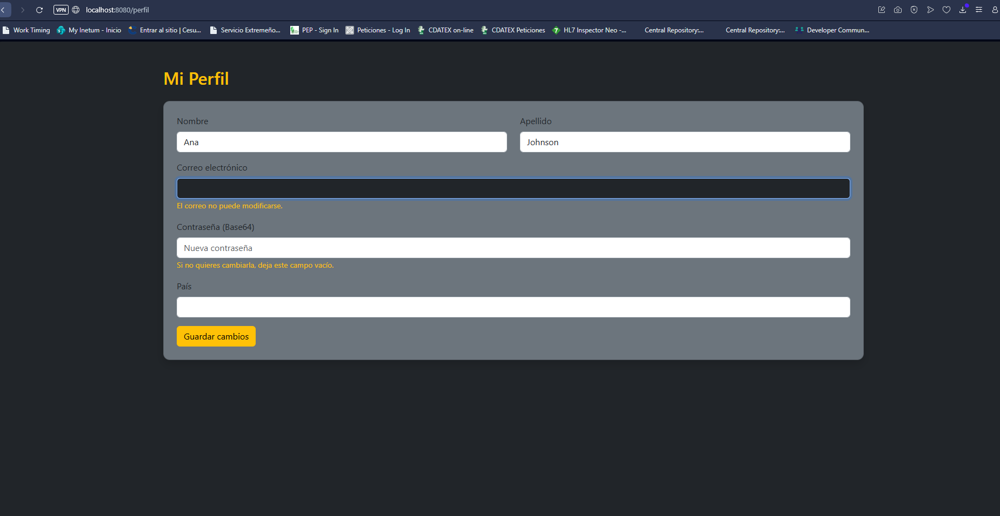 VPN localhost:8080/perfil
Work Timing My Inetum - Inicio Entrar al sitio | Cesu... Servicio Extremeño... PEP - Sign In Peticiones - Log In CDATEX on-line CDATEX Peticiones HL7 Inspector Neo -... Central Repository:... Central Repository:... Developer Commun...
Mi Perfil
Nombre Apellido
Ana Johnson
Correo electrónico
El correo no puede modificarse.
Contraseña (Base64)
Nueva contraseña
Si no quieres cambiarla, deja este campo vacío.
País
Guardar cambios